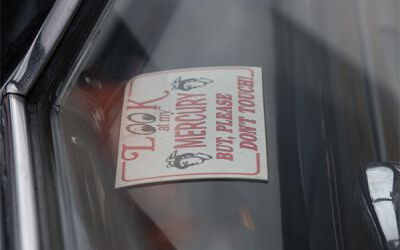 LOOK
at my
MERCURY
BUT, PLEASE
DON'T TOUCH!